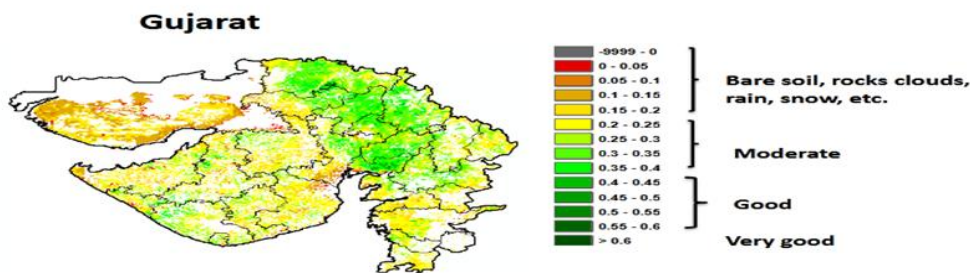 Gujarat
-9999 - 0
0 - 0.05
0.05 - 0.1
0.1 - 0.15
0.15 - 0.2
0.2 - 0.25
0.25 - 0.3
0.3 - 0.35
0.35 - 0.4
0.4 - 0.45
0.45 - 0.5
0.5 - 0.55
0.55 - 0.6
> 0.6
Bare soil, rocks clouds,
rain, snow, etc.
Moderate
Good
Very good